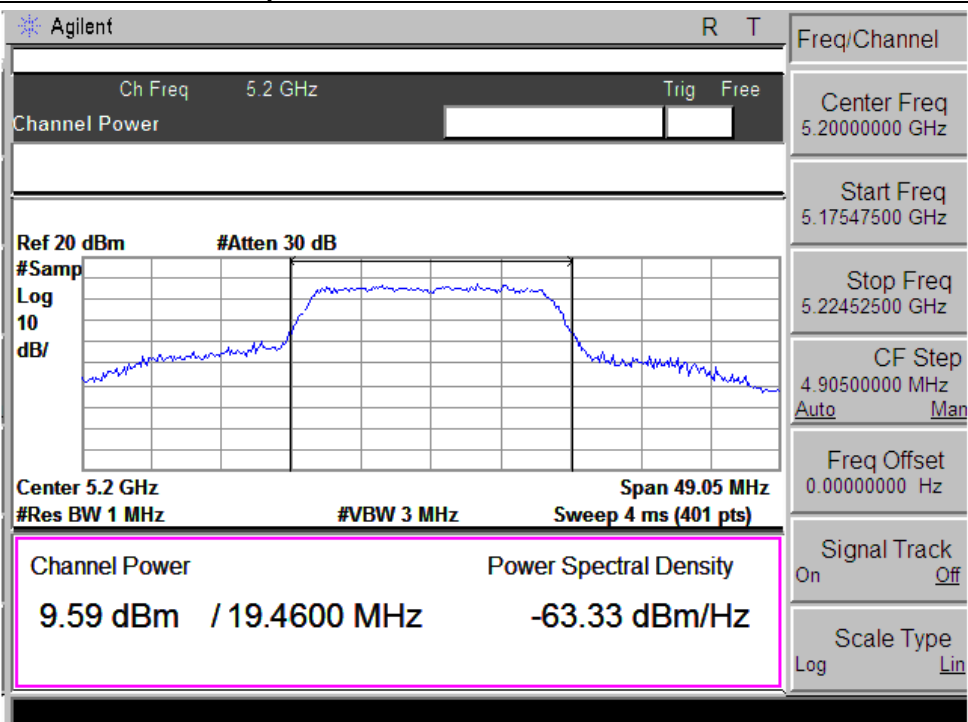 Agilent R T
Ch Freq 5.2 GHz Trig Free
Channel Power
Ref 20 dBm #Atten 30 dB
#Samp
Log
10
dB/
Center 5.2 GHz Span 49.05 MHz
#Res BW 1 MHz #VBW 3 MHz Sweep 4 ms (401 pts)
Channel Power Power Spectral Density
9.59 dBm / 19.4600 MHz -63.33 dBm/Hz
Freq/Channel
Center Freq
5.20000000 GHz
Start Freq
5.17547500 GHz
Stop Freq
5.22452500 GHz
CF Step
4.90500000 MHz
Auto Man
Freq Offset
0.00000000 Hz
Signal Track
On Off
Scale Type
Log Lin